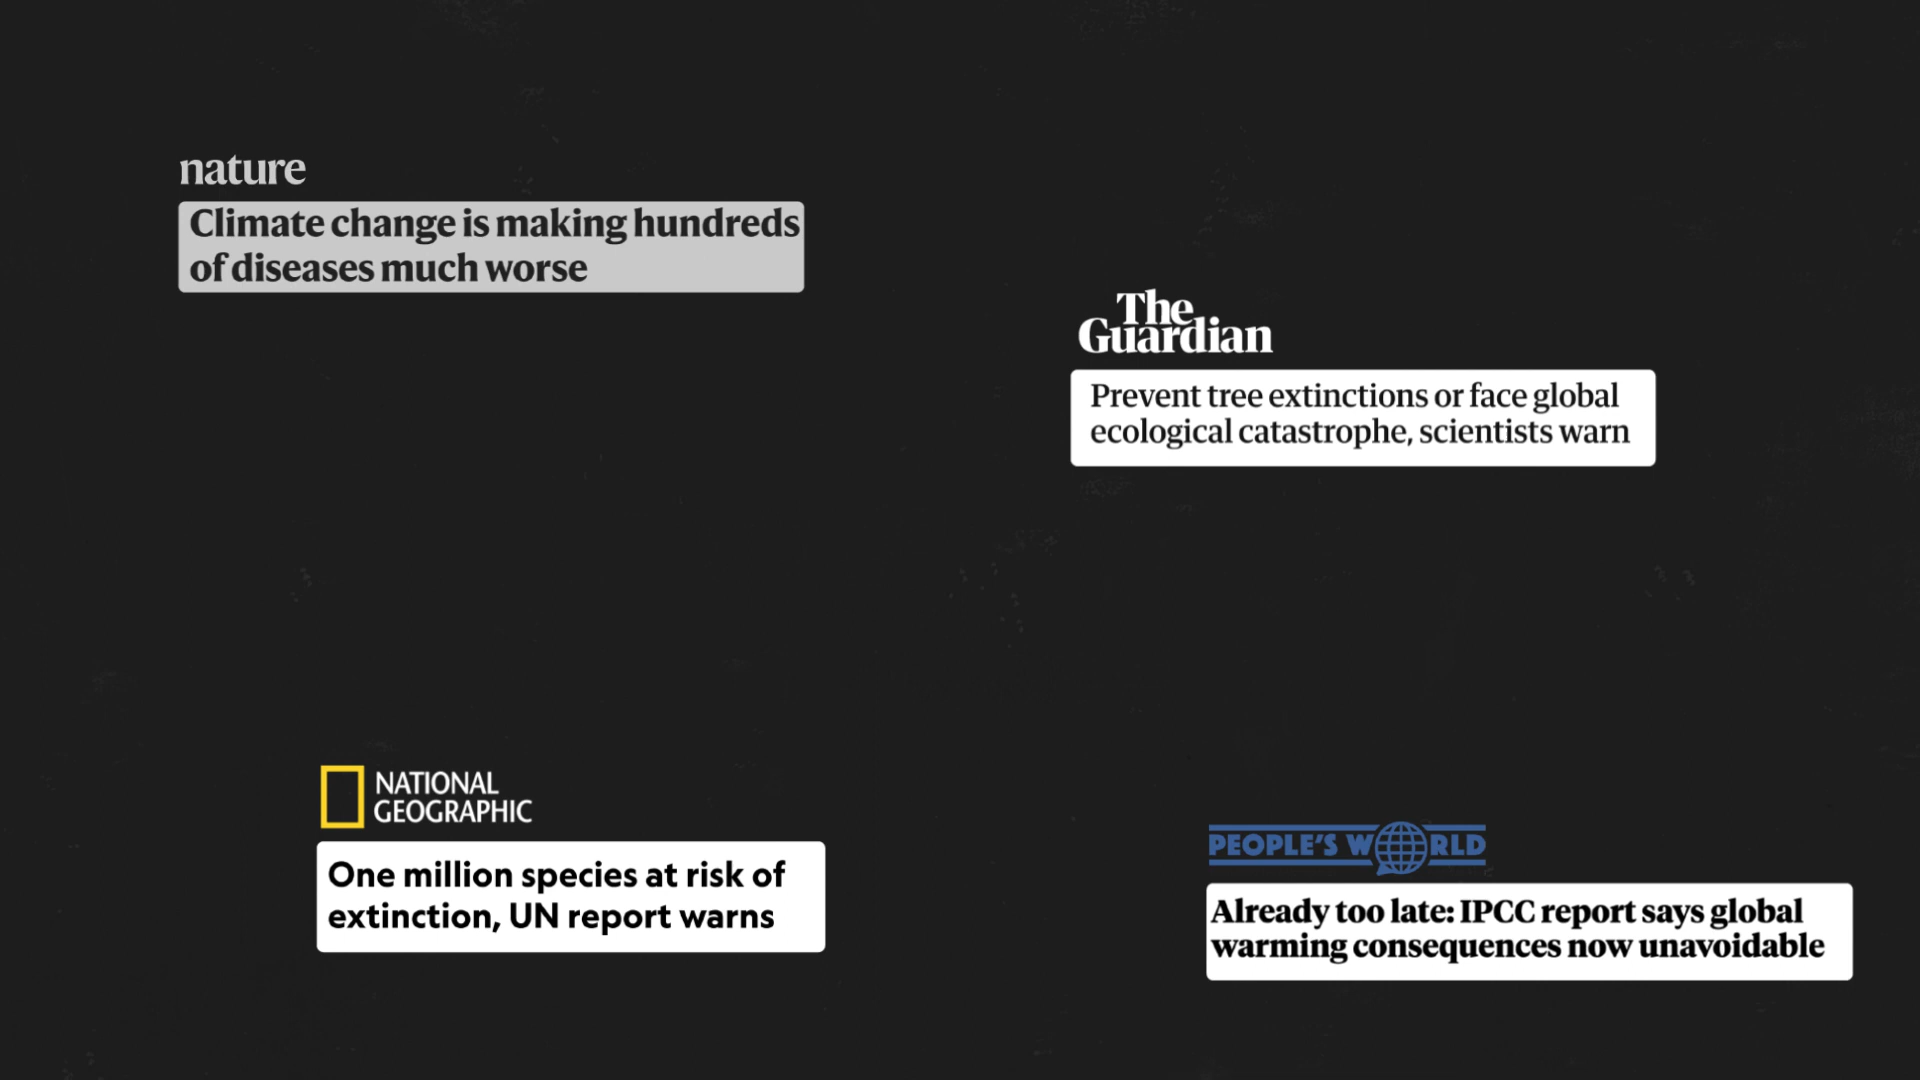 nature
Climate change is making hundreds
of diseases much worse
The
Guardian
Prevent tree extinctions or face global
ecological catastrophe, scientists warn
NATIONAL
GEOGRAPHIC
One million species at risk of
extinction, UN report warns
PEOPLE'S WORLD
Already too late: IPCC report says global
warming consequences now unavoidable